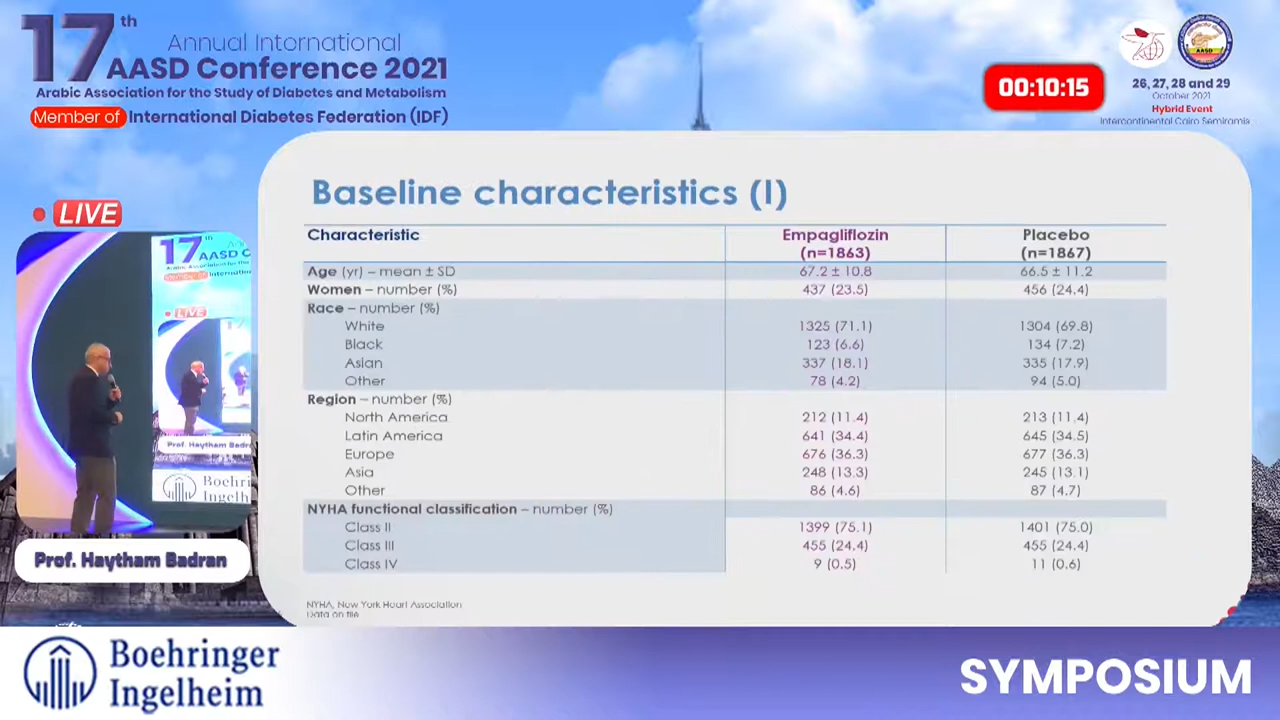 17th
Annual International
AASD Conference 2021
Arabic Association for the Study of Diabetes and Metabolism
Member of International Diabetes Federation (IDF)
00:10:15
AASD
26, 27, 28 and 29
October 2021
Hybrid Event
Intercontinental Cairo Semiramis
LIVE
17th
AASD C
LIVE
Prof. Haytham Badran
Boehri
Ingelh
Prof. Haytham Badran
Baseline characteristics (I)
Characteristic Empagliflozin (n=1863) Placebo (n=1867)
Age (yr) – mean ± SD 67.2 ± 10.8 66.5 ± 11.2
Women – number (%) 437 (23.5) 456 (24.4)
Race – number (%)
White 1325 (71.1) 1304 (69.8)
Black 123 (6.6) 134 (7.2)
Asian 337 (18.1) 335 (17.9)
Other 78 (4.2) 94 (5.0)
Region – number (%)
North America 212 (11.4) 213 (11.4)
Latin America 641 (34.4) 645 (34.5)
Europe 676 (36.3) 677 (36.3)
Asia 248 (13.3) 245 (13.1)
Other 86 (4.6) 87 (4.7)
NYHA functional classification – number (%)
Class II 1399 (75.1) 1401 (75.0)
Class III 455 (24.4) 455 (24.4)
Class IV 9 (0.5) 11 (0.6)
NYHA, New York Heart Association
Data on file
Boehringer
Ingelheim
SYMPOSIUM